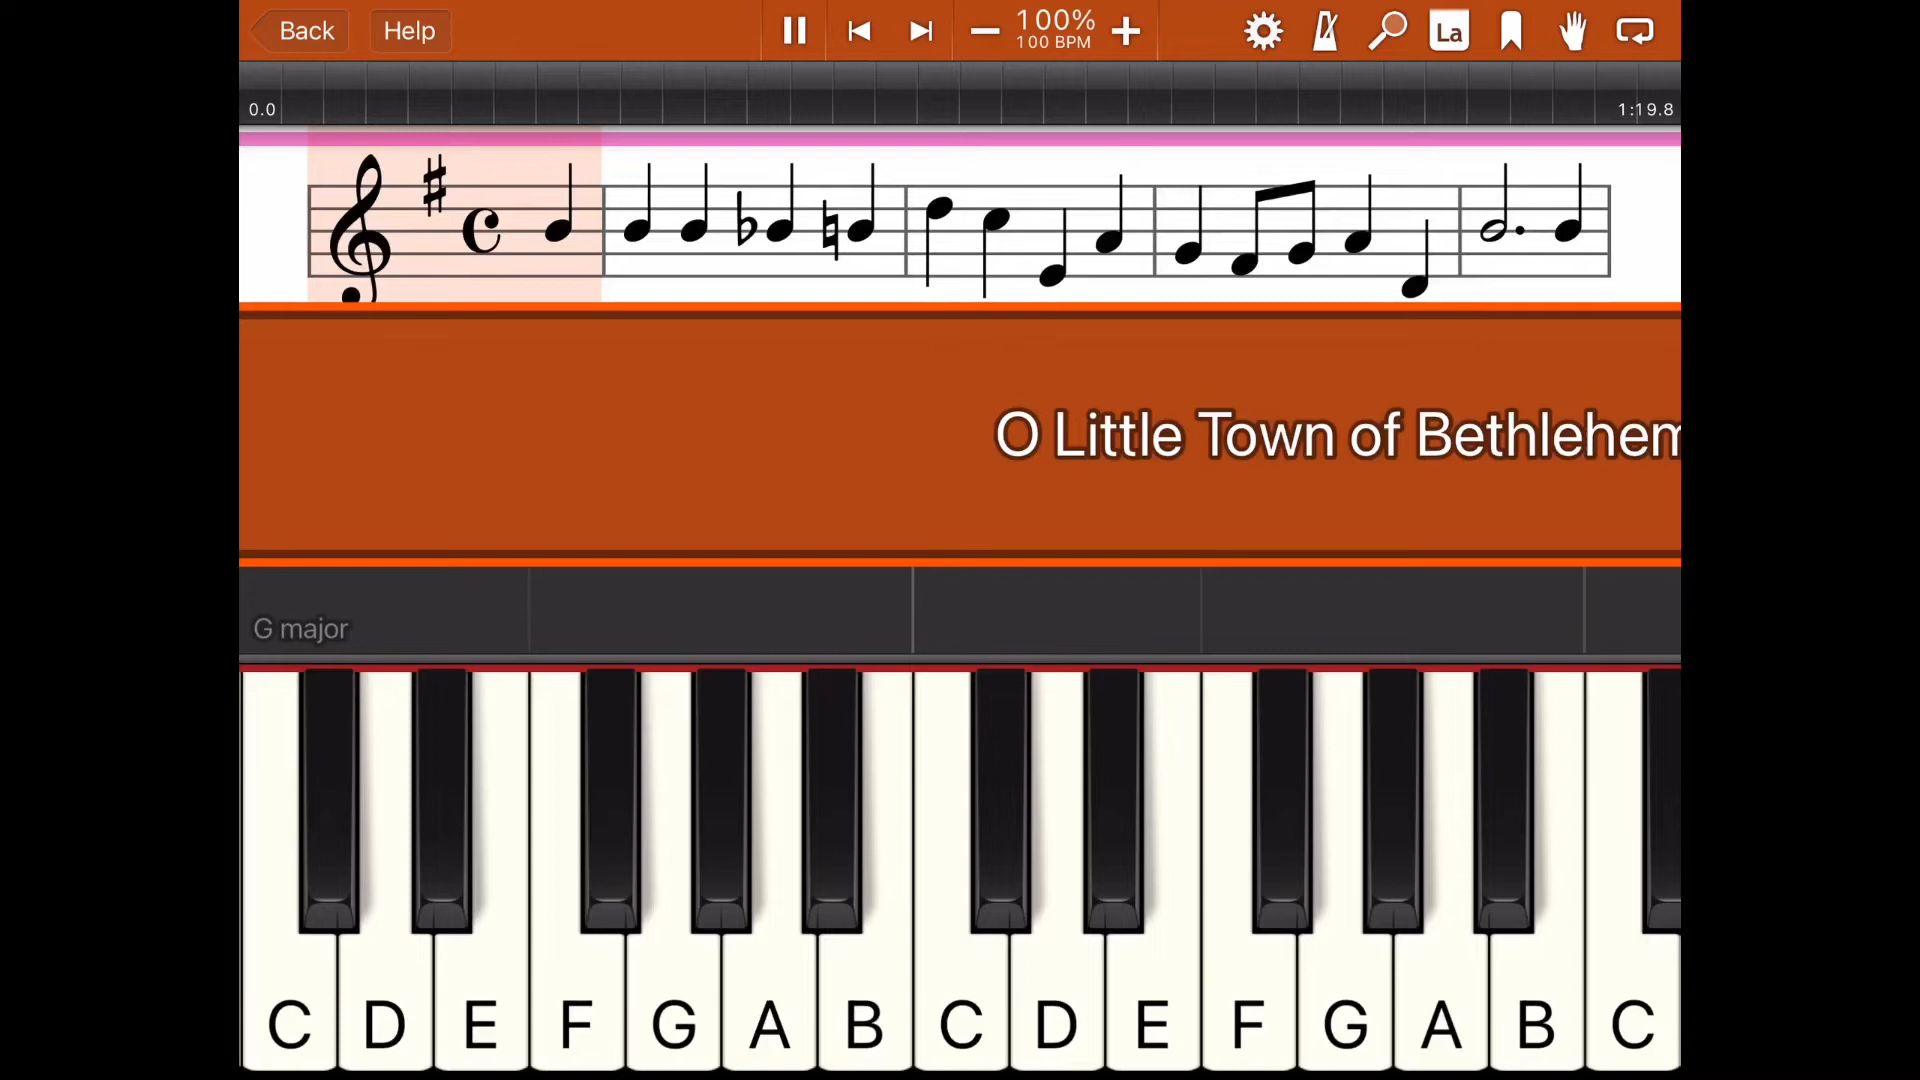 Back Help 100% La
100 BPM
0.0 1:19.8
O Little Town of Bethlehem
G major
C D E F G A B C D E F G A B C